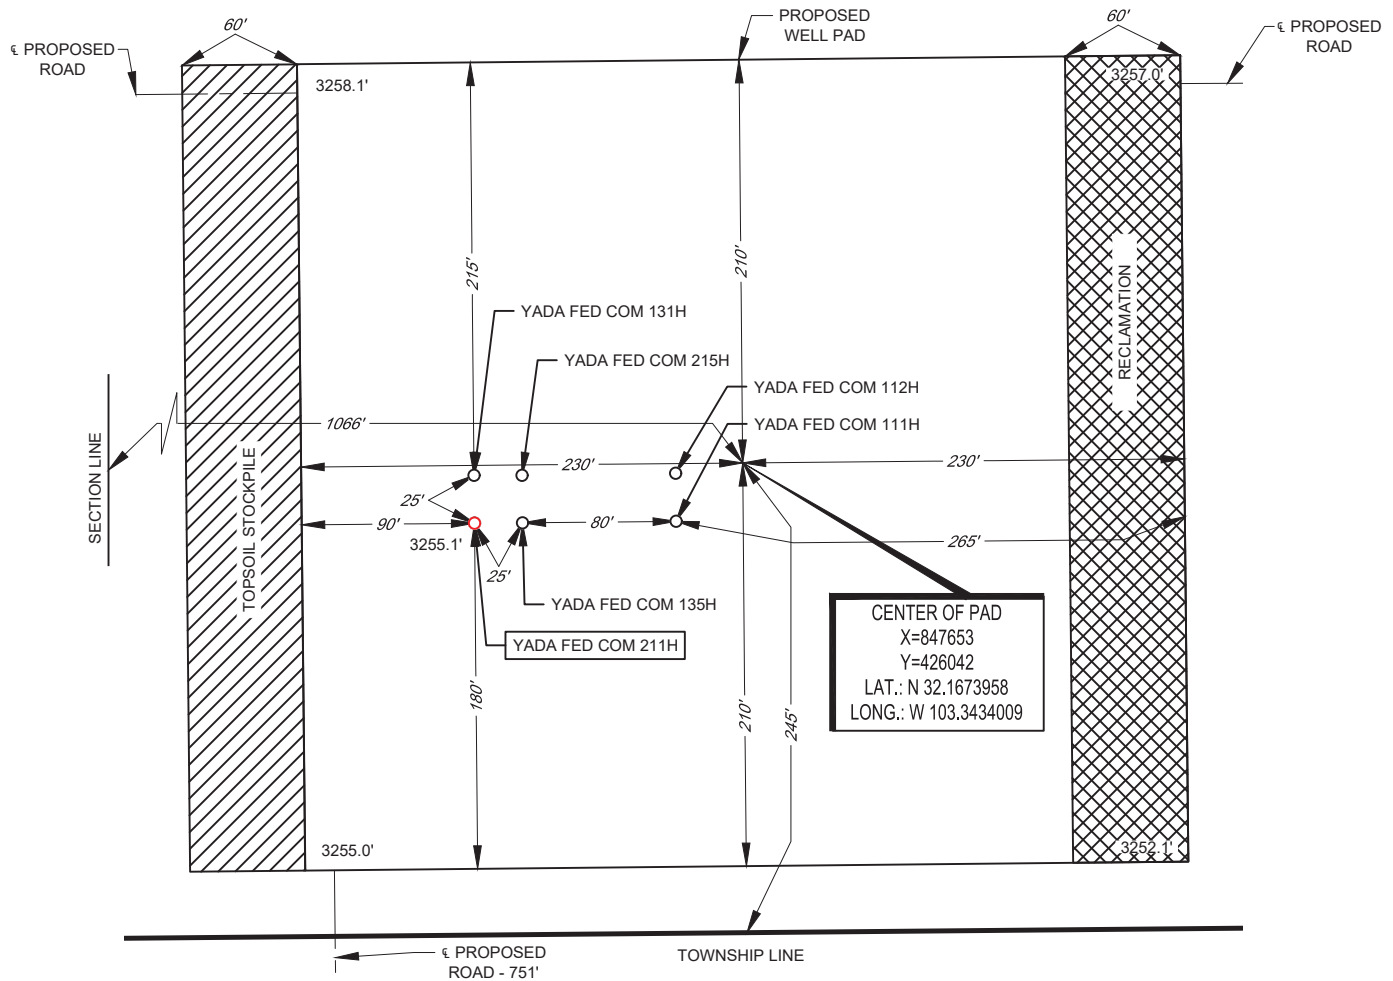 60'
PROPOSED
WELL PAD
60'
℄ PROPOSED
ROAD
℄ PROPOSED
ROAD
3258.1'
3257.0'
215'
210'
YADA FED COM 131H
YADA FED COM 215H
YADA FED COM 112H
YADA FED COM 111H
RECLAMATION
1066'
SECTION LINE
TOPSOIL STOCKPILE
230'
230'
25'
90'
80'
3255.1'
265'
25'
YADA FED COM 135H
YADA FED COM 211H
CENTER OF PAD
X=847653
Y=426042
LAT.: N 32.1673958
LONG.: W 103.3434009
180'
210'
245'
3255.0'
3252.1'
℄ PROPOSED
ROAD - 751'
TOWNSHIP LINE